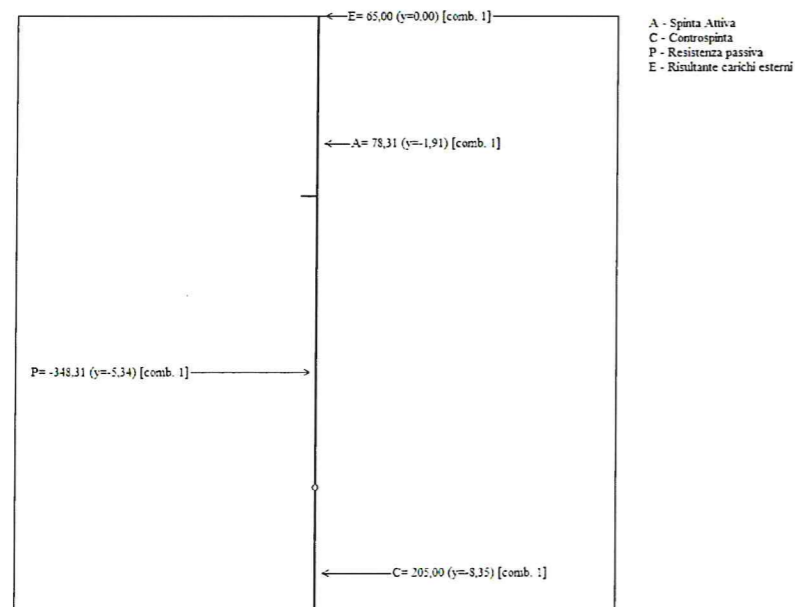 E= 65,00 (y=0,00) [comb. 1]
A - Spinta Attiva
C - Controspinta
P - Resistenza passiva
E - Risultante carichi esterni
A= 78,31 (y=-1,91) [comb. 1]
P= -348,31 (y=-5,34) [comb. 1]
C= 205,00 (y=-8,35) [comb. 1]